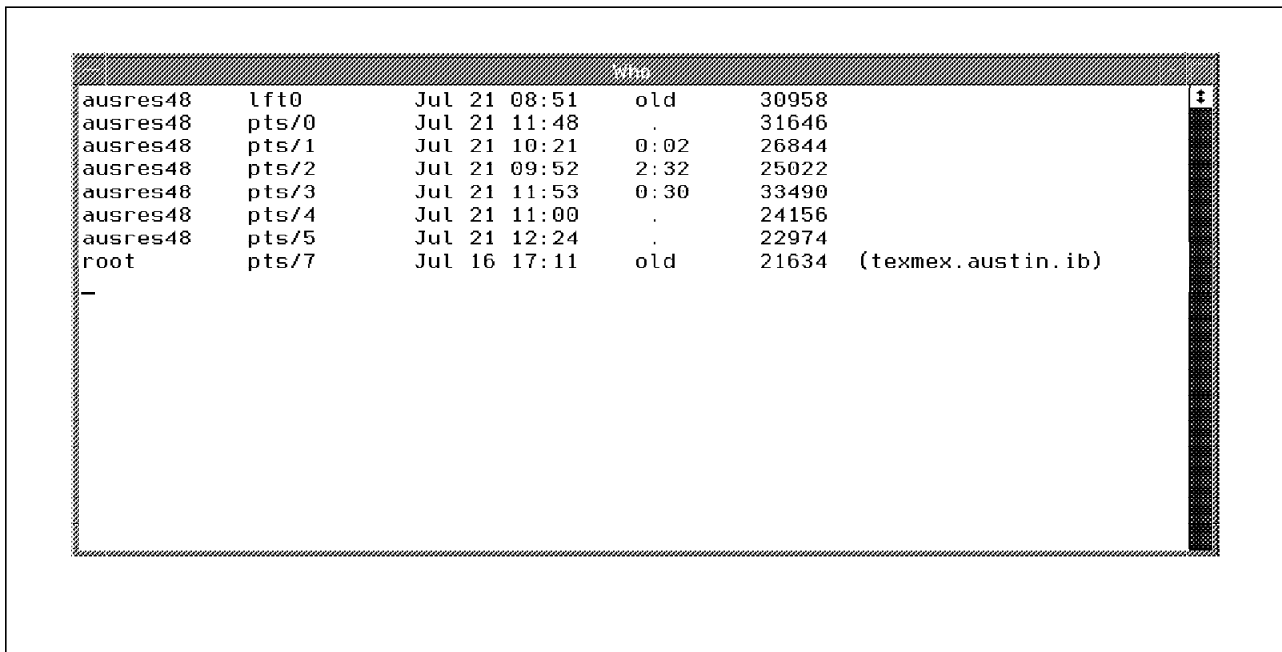 Who
ausres48 lft0 Jul 21 08:51 old 30958
ausres48 pts/0 Jul 21 11:48 . 31646
ausres48 pts/1 Jul 21 10:21 0:02 26844
ausres48 pts/2 Jul 21 09:52 2:32 25022
ausres48 pts/3 Jul 21 11:53 0:30 33490
ausres48 pts/4 Jul 21 11:00 . 24156
ausres48 pts/5 Jul 21 12:24 . 22974
root pts/7 Jul 16 17:11 old 21634 (texmex.austin.ib)